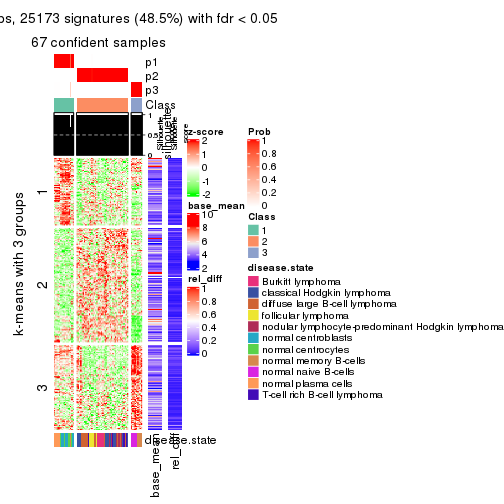 os, 25173 signatures (48.5%) with fdr < 0.05
67 confident samples
p1
p2
p3
Class
1
0.5
0
silhouette
score
z-score
2
1
0
-1
-2
base_mean
10
8
6
4
2
rel_diff
1
0.8
0.6
0.4
0.2
0
Prob
1
0.8
0.6
0.4
0.2
0
Class
1
2
3
disease.state
Burkitt lymphoma
classical Hodgkin lymphoma
diffuse large B-cell lymphoma
follicular lymphoma
nodular lymphocyte-predominant Hodgkin lymphoma
normal centroblasts
normal centrocytes
normal memory B-cells
normal naive B-cells
normal plasma cells
T-cell rich B-cell lymphoma
k-means with 3 groups
1
2
3
disease.state
base_mean
rel_diff